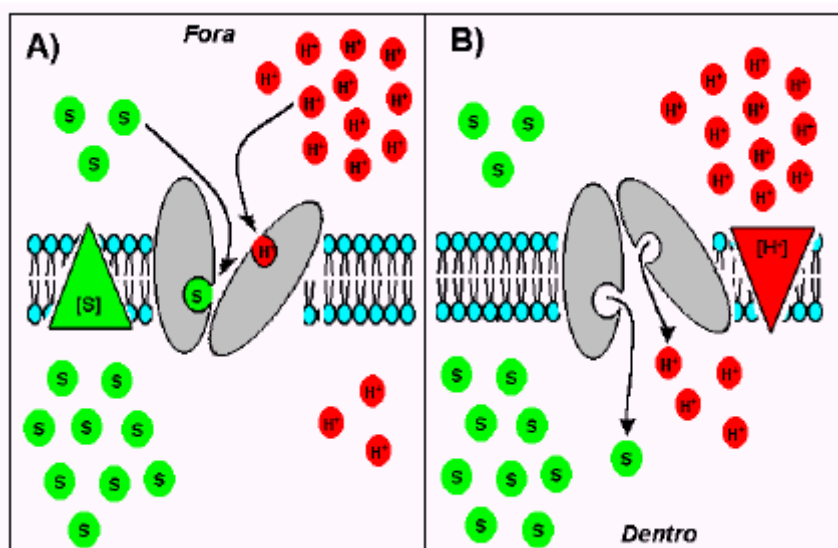 A)
Fora
H⁺ H⁺ H⁺ H⁺
H⁺ H⁺ H⁺
H⁺ H⁺ H⁺
H⁺ H⁺ H⁺
S S
S
H⁺
S
[S]
S S
S S S S
S S S
S
H⁺
H⁺
H⁺
B)
H⁺ H⁺ H⁺
H⁺ H⁺ H⁺
H⁺ H⁺ H⁺
H⁺ H⁺ H⁺
S S
S
[H⁺]
H⁺ H⁺
H⁺ H⁺
S S
S S
S S S S
S S
Dentro